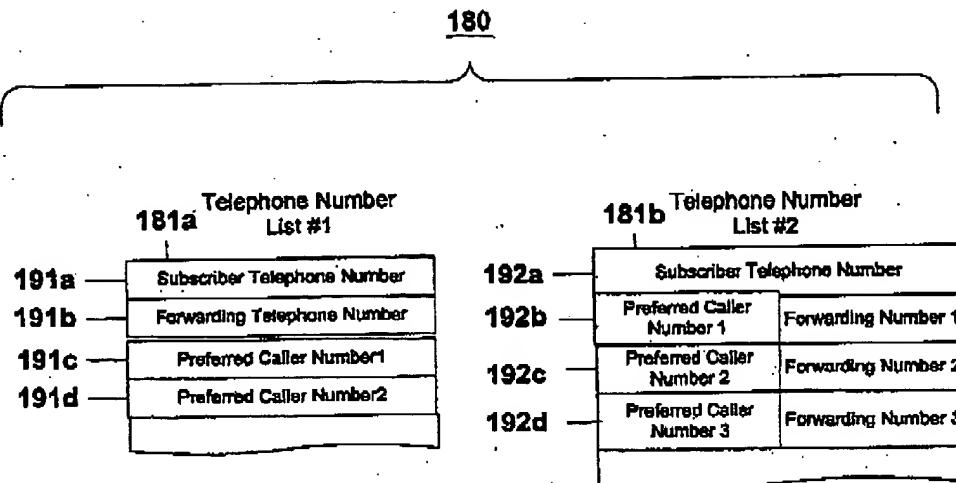 180
Telephone Number
List #1
181a
191a
Subscriber Telephone Number
191b
Forwarding Telephone Number
191c
Preferred Caller Number1
191d
Preferred Caller Number2
Telephone Number
List #2
181b
192a
Subscriber Telephone Number
192b
Preferred Caller
Number 1
Forwarding Number 1
192c
Preferred Caller
Number 2
Forwarding Number 2
192d
Preferred Caller
Number 3
Forwarding Number 3